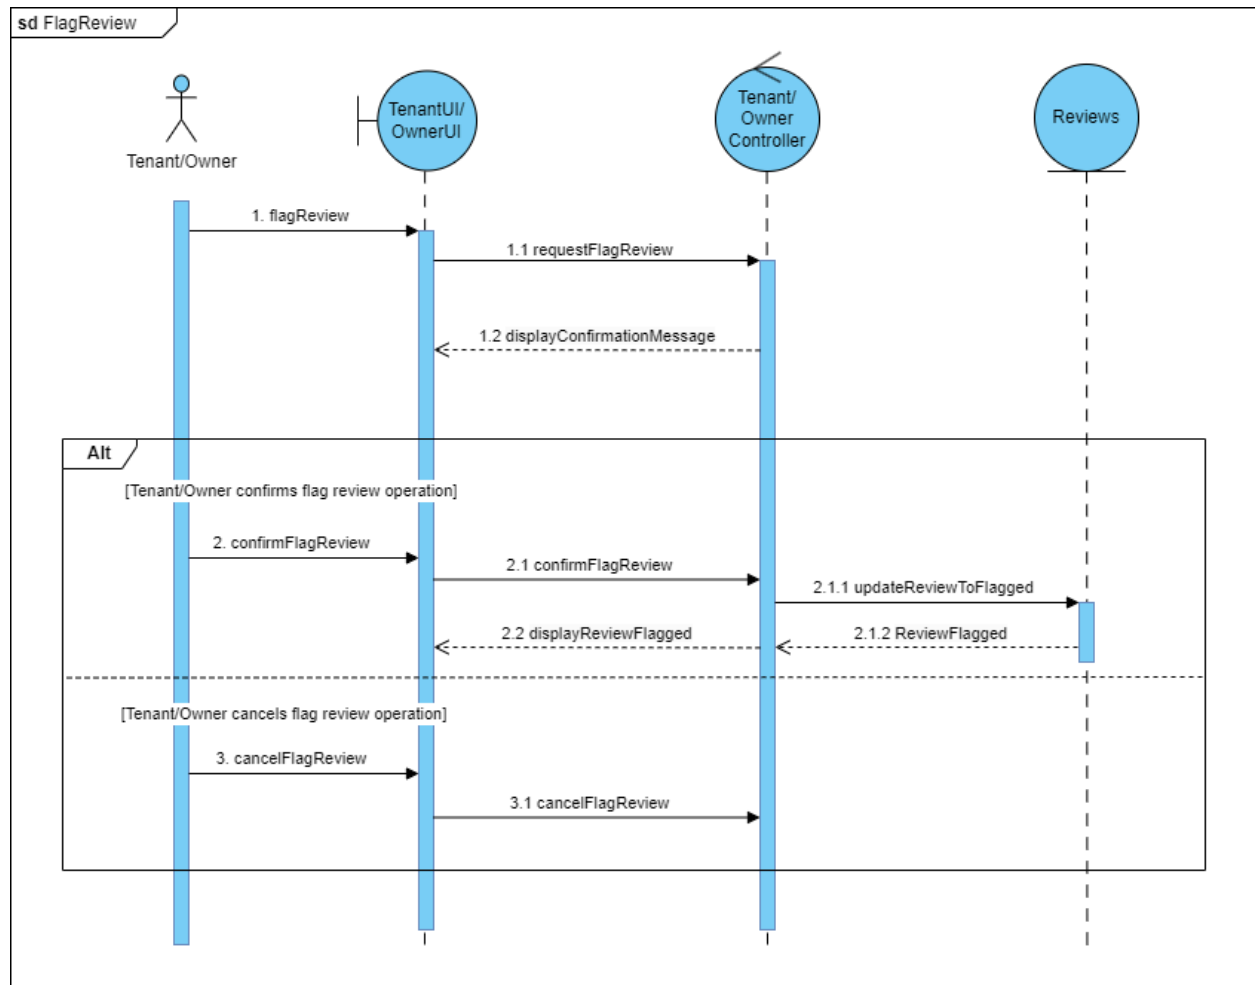 sd FlagReview
Tenant/Owner
TenantUI/
OwnerUI
Tenant/
Owner
Controller
Reviews
1. flagReview
1.1 requestFlagReview
1.2 displayConfirmationMessage
Alt
[Tenant/Owner confirms flag review operation]
2. confirmFlagReview
2.1 confirmFlagReview
2.1.1 updateReviewToFlagged
2.2 displayReviewFlagged
2.1.2 ReviewFlagged
[Tenant/Owner cancels flag review operation]
3. cancelFlagReview
3.1 cancelFlagReview